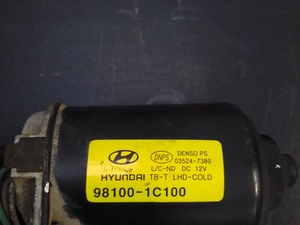 DNPS DENSO PS
03524-7380
L/C-ND DC 12V
HYUNDAI TB-T LHD-COLD
98100-1C100